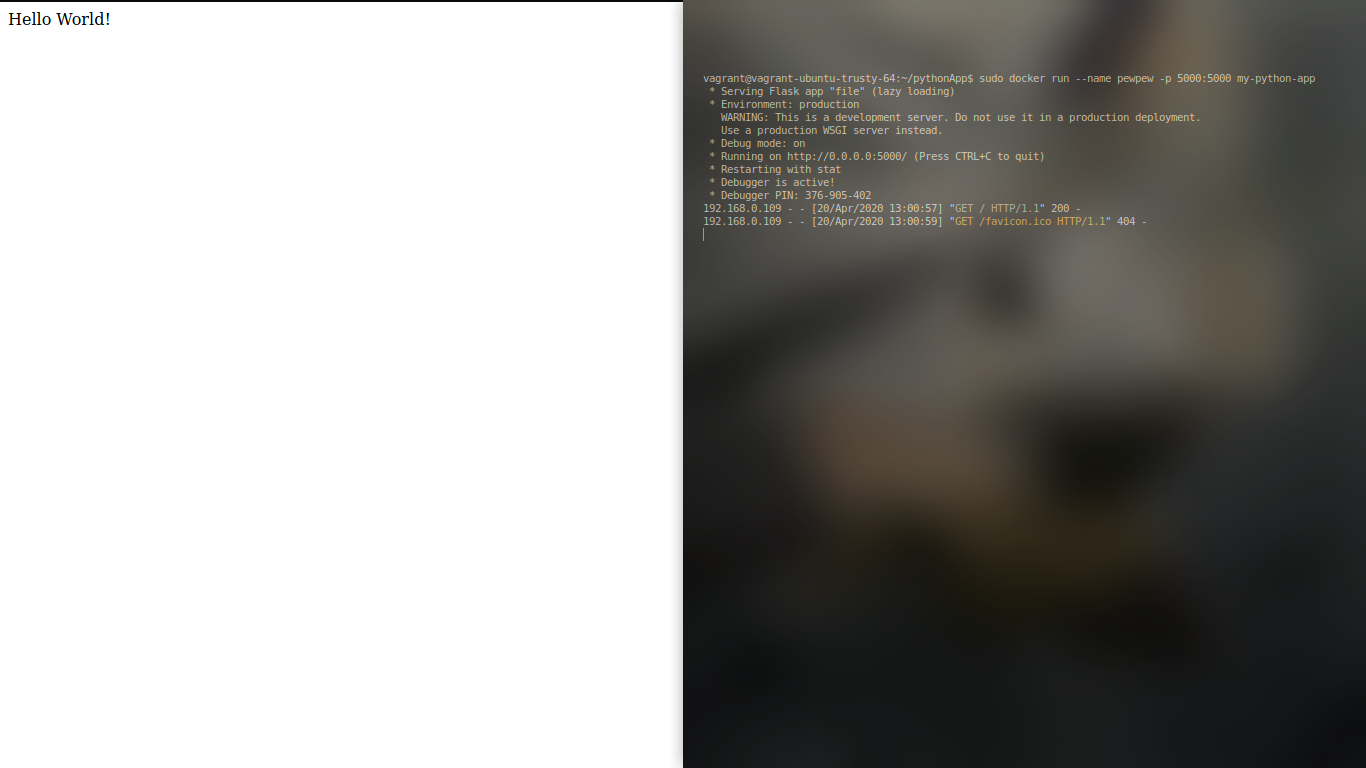 Hello World!
vagrant@vagrant-ubuntu-trusty-64:~/pythonApp$ sudo docker run --name pewpew -p 5000:5000 my-python-app
* Serving Flask app "file" (lazy loading)
* Environment: production
WARNING: This is a development server. Do not use it in a production deployment.
Use a production WSGI server instead.
* Debug mode: on
* Running on http://0.0.0.0:5000/ (Press CTRL+C to quit)
* Restarting with stat
* Debugger is active!
* Debugger PIN: 376-905-402
192.168.0.109 - - [20/Apr/2020 13:00:57] "GET / HTTP/1.1" 200 -
192.168.0.109 - - [20/Apr/2020 13:00:59] "GET /favicon.ico HTTP/1.1" 404 -